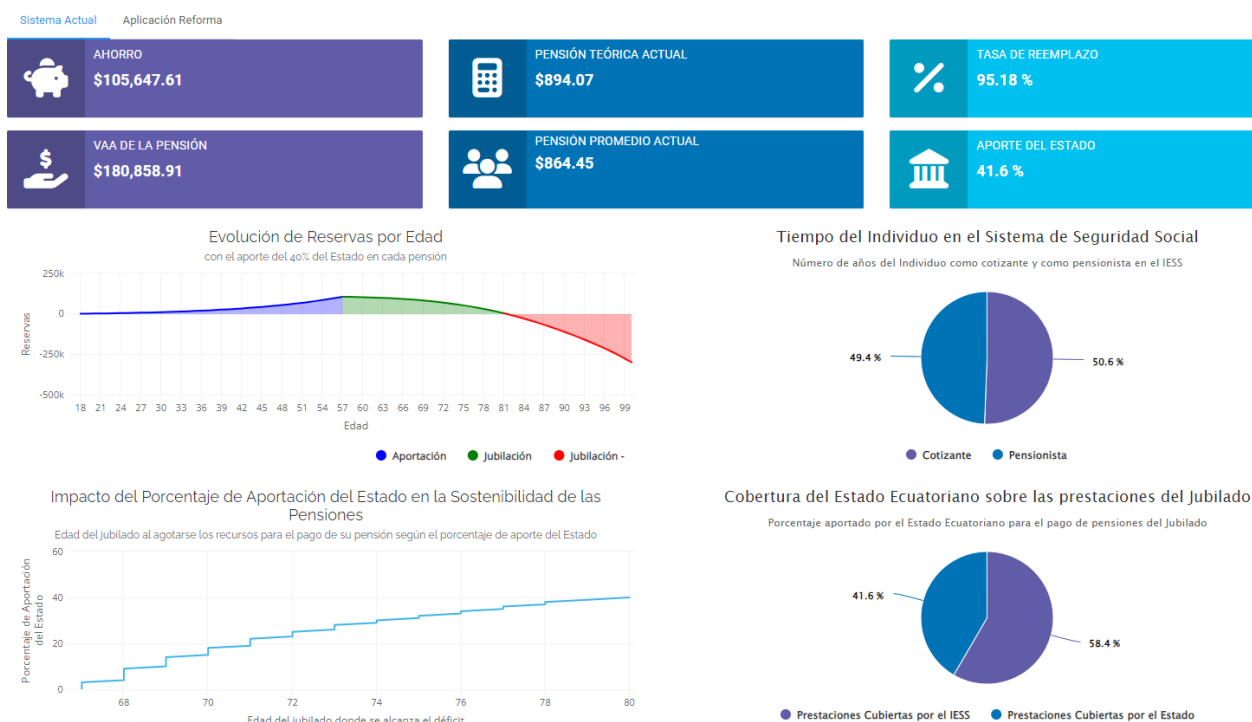 Sistema Actual
Aplicación Reforma
AHORRO
$105,647.61
PENSIÓN TEÓRICA ACTUAL
$894.07
TASA DE REEMPLAZO
95.18 %
VAA DE LA PENSIÓN
$180,858.91
PENSIÓN PROMEDIO ACTUAL
$864.45
APORTE DEL ESTADO
41.6 %
Evolución de Reservas por Edad
con el aporte del 40% del Estado en cada pensión
250k
0
-250k
-500k
Reservas
18 21 24 27 30 33 36 39 42 45 48 51 54 57 60 63 66 69 72 75 78 81 84 87 90 93 96 99
Edad
Aportación Jubilación Jubilación -
Tiempo del Individuo en el Sistema de Seguridad Social
Número de años del Individuo como cotizante y como pensionista en el IESS
49.4 %
50.6 %
Cotizante Pensionista
Impacto del Porcentaje de Aportación del Estado en la Sostenibilidad de las
Pensiones
Edad del jubilado al agotarse los recursos para el pago de su pensión según el porcentaje de aporte del Estado
60
40
20
0
Porcentaje de Aportación
del Estado
68 70 72 74 76 78 80
Edad del jubilado donde se alcanza el déficit
Cobertura del Estado Ecuatoriano sobre las prestaciones del Jubilado
Porcentaje aportado por el Estado Ecuatoriano para el pago de pensiones del Jubilado
41.6 %
58.4 %
Prestaciones Cubiertas por el IESS Prestaciones Cubiertas por el Estado